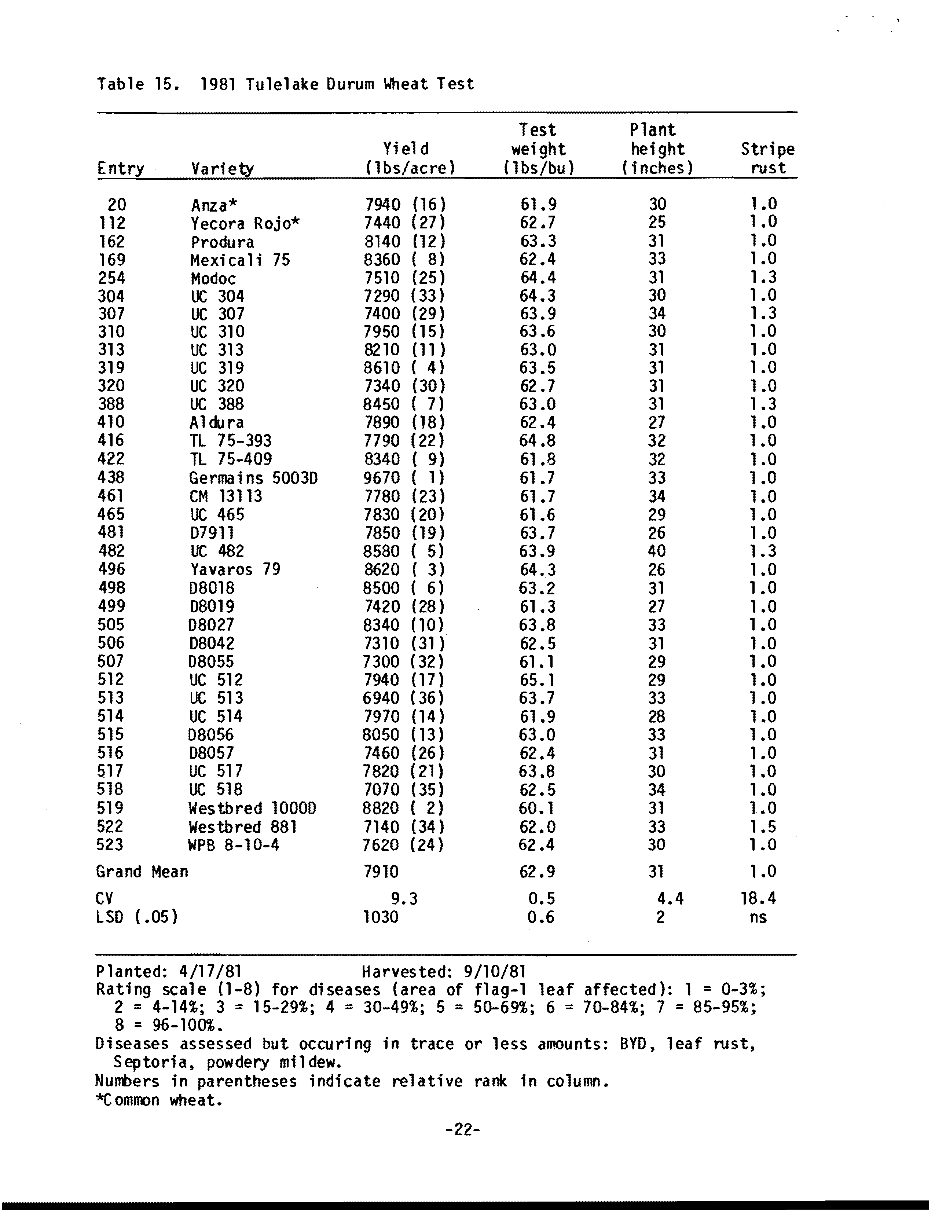 Table 15. 1981 Tulelake Durum Wheat Test
Test Plant
Yield weight height Stripe
Entry Variety (lbs/acre) (lbs/bu) (inches) rust
20 Anza* 7940 (16) 61.9 30 1.0
112 Yecora Rojo* 7440 (27) 62.7 25 1.0
162 Produra 8140 (12) 63.3 31 1.0
169 Mexicali 75 8360 ( 8) 62.4 33 1.0
254 Modoc 7510 (25) 64.4 31 1.3
304 UC 304 7290 (33) 64.3 30 1.0
307 UC 307 7400 (29) 63.9 34 1.3
310 UC 310 7950 (15) 63.6 30 1.0
313 UC 313 8210 (11) 63.0 31 1.0
319 UC 319 8610 ( 4) 63.5 31 1.0
320 UC 320 7340 (30) 62.7 31 1.0
388 UC 388 8450 ( 7) 63.0 31 1.3
410 Aldura 7890 (18) 62.4 27 1.0
416 TL 75-393 7790 (22) 64.8 32 1.0
422 TL 75-409 8340 ( 9) 61.8 32 1.0
438 Germains 5003D 9670 ( 1) 61.7 33 1.0
461 CM 13113 7780 (23) 61.7 34 1.0
465 UC 465 7830 (20) 61.6 29 1.0
481 D7911 7850 (19) 63.7 26 1.0
482 UC 482 8580 ( 5) 63.9 40 1.3
496 Yavaros 79 8620 ( 3) 64.3 26 1.0
498 D8018 8500 ( 6) 63.2 31 1.0
499 D8019 7420 (28) 61.3 27 1.0
505 D8027 8340 (10) 63.8 33 1.0
506 D8042 7310 (31) 62.5 31 1.0
507 D8055 7300 (32) 61.1 29 1.0
512 UC 512 7940 (17) 65.1 29 1.0
513 UC 513 6940 (36) 63.7 33 1.0
514 UC 514 7970 (14) 61.9 28 1.0
515 D8056 8050 (13) 63.0 33 1.0
516 D8057 7460 (26) 62.4 31 1.0
517 UC 517 7820 (21) 63.8 30 1.0
518 UC 518 7070 (35) 62.5 34 1.0
519 Westbred 1000D 8820 ( 2) 60.1 31 1.0
522 Westbred 881 7140 (34) 62.0 33 1.5
523 WPB 8-10-4 7620 (24) 62.4 30 1.0
Grand Mean 7910 62.9 31 1.0
CV 9.3 0.5 4.4 18.4
LSD (.05) 1030 0.6 2 ns
Planted: 4/17/81 Harvested: 9/10/81
Rating scale (1-8) for diseases (area of flag-1 leaf affected): 1 = 0-3%;
2 = 4-14%; 3 = 15-29%; 4 = 30-49%; 5 = 50-69%; 6 = 70-84%; 7 = 85-95%;
8 = 96-100%.
Diseases assessed but occuring in trace or less amounts: BYD, leaf rust,
Septoria, powdery mildew.
Numbers in parentheses indicate relative rank in column.
*Common wheat.
-22-